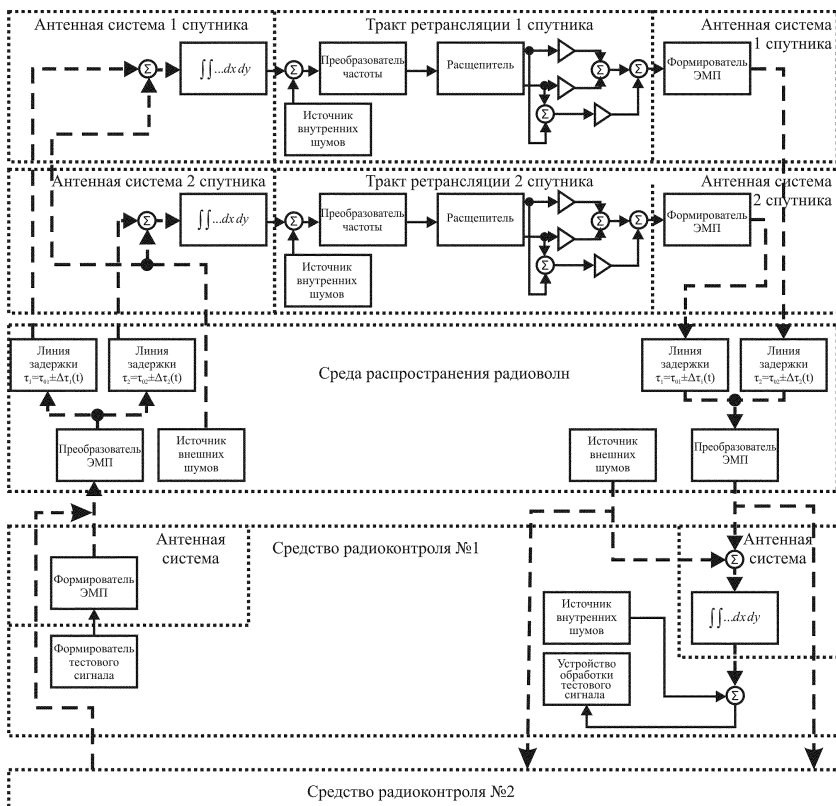 Антенная система 1 спутника
Тракт ретрансляции 1 спутника
Антенная система
1 спутника
Σ
∫∫...dx dy
Σ
Преобразователь
частоты
Расщепитель
Σ
Σ
Σ
Формирователь
ЭМП
Источник
внутренних
шумов
Антенная система 2 спутника
Тракт ретрансляции 2 спутника
Антенная система
2 спутника
Σ
∫∫...dx dy
Σ
Преобразователь
частоты
Расщепитель
Σ
Σ
Σ
Формирователь
ЭМП
Источник
внутренних
шумов
Линия
задержки
τ₁=τ₀₁±Δτ₁(t)
Линия
задержки
τ₂=τ₀₂±Δτ₂(t)
Среда распространения радиоволн
Линия
задержки
τ₁=τ₀₁±Δτ₁(t)
Линия
задержки
τ₂=τ₀₂±Δτ₂(t)
Преобразователь
ЭМП
Источник
внешних
шумов
Источник
внешних
шумов
Преобразователь
ЭМП
Антенная
система
Средство радиоконтроля №1
Антенная
система
Σ
Формирователь
ЭМП
Источник
внутренних
шумов
∫∫...dx dy
Формирователь
тестового
сигнала
Устройство
обработки
тестового
сигнала
Σ
Средство радиоконтроля №2